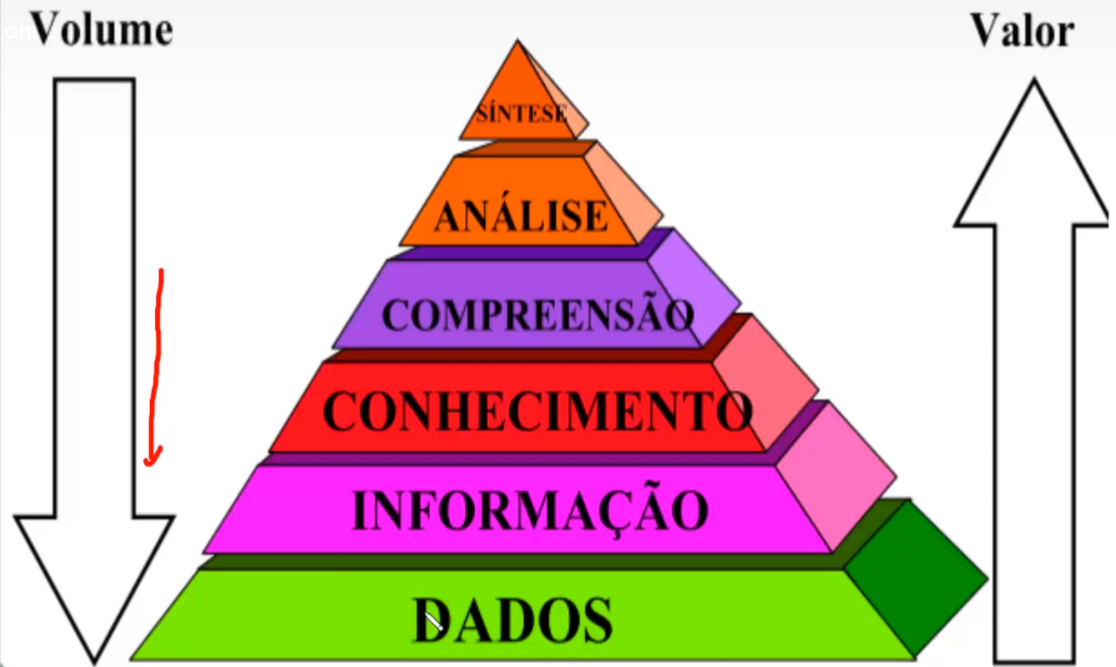 Volume
Valor
SÍNTESE
ANÁLISE
COMPREENSÃO
CONHECIMENTO
INFORMAÇÃO
DADOS